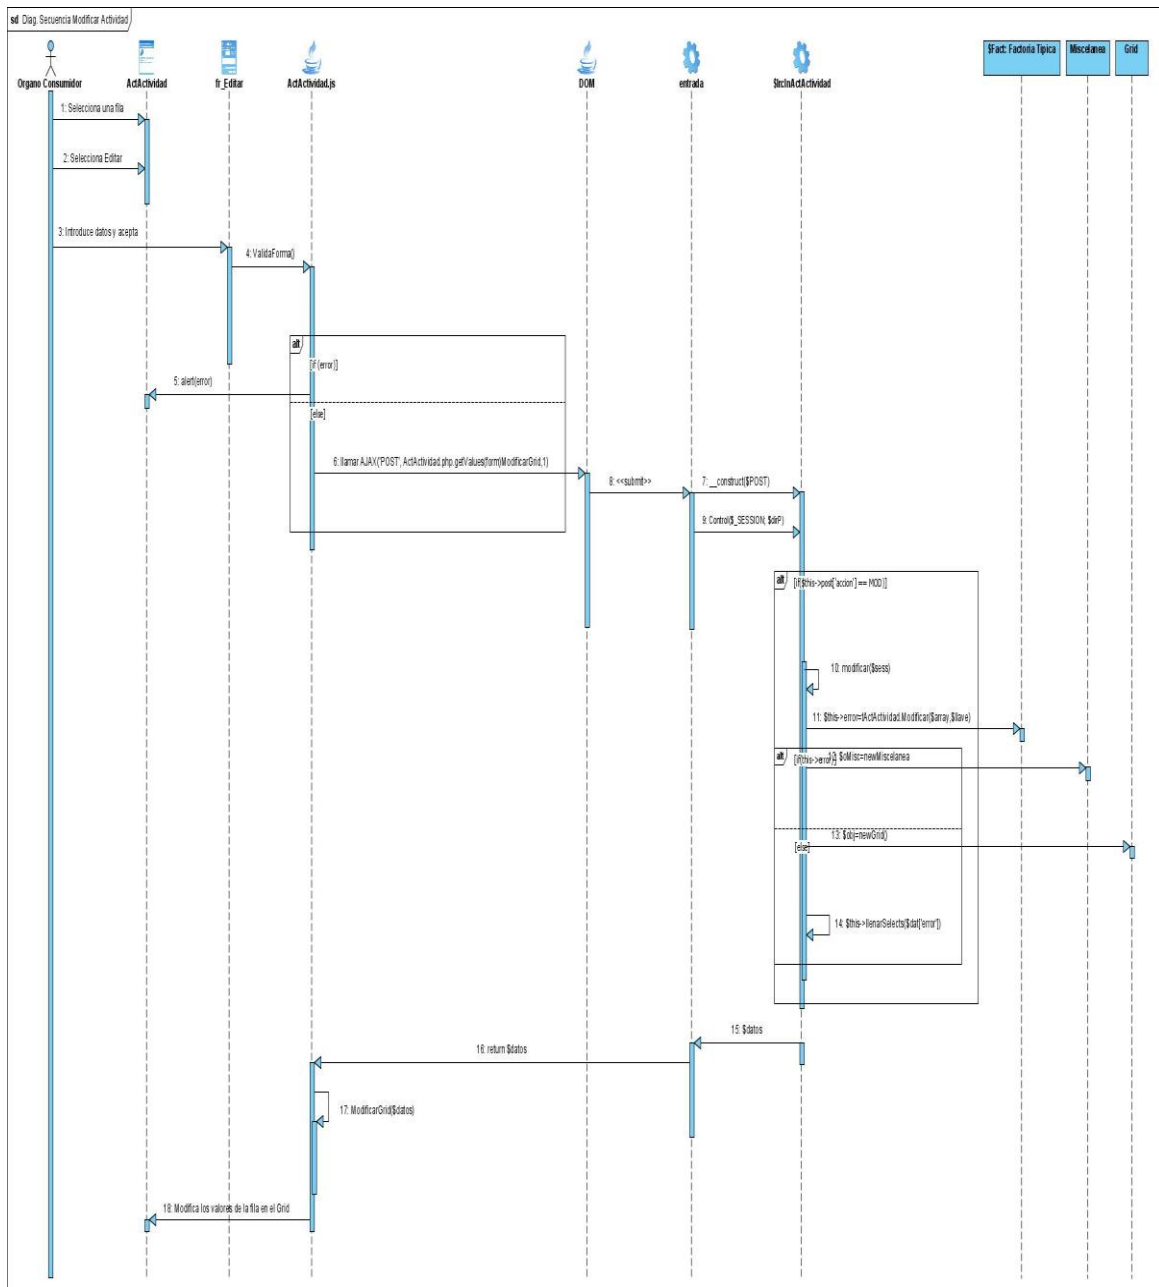 sd Diag. Secuencia Modificar Actividad
Organo Consumidor
ActActividad
fr_Editar
ActActividad.js
DOM
entrada
$IrcInActActividad
$Fact: Factoria Tipica
Miscelanea
Grid
1: Selecciona una fila
2: Selecciona Editar
3: Introduce datos y acepta
4: ValidaForma()
alt
[if (error)]
5: alert(error)
[else]
6: llamar AJAX('POST', ActActividad.php.getValues(form)ModificarGrid,1)
8: <<submit>>
7: __construct($POST)
9: Control($_SESSION; $dirP)
alt
[if($this->post['accion'] == MOD)]
10: modificar($sess)
11: $this->error=fActActividad.Modificar($array,$llave)
alt
[if(this->error)]
12: $oMisc=newMiscelanea
13: $obj=newGrid()
[else]
14: $this->llenarSelects($dat['error'])
15: $datos
16: return $datos
17: ModificarGrid($datos)
18: Modifica los valores de la fila en el Grid